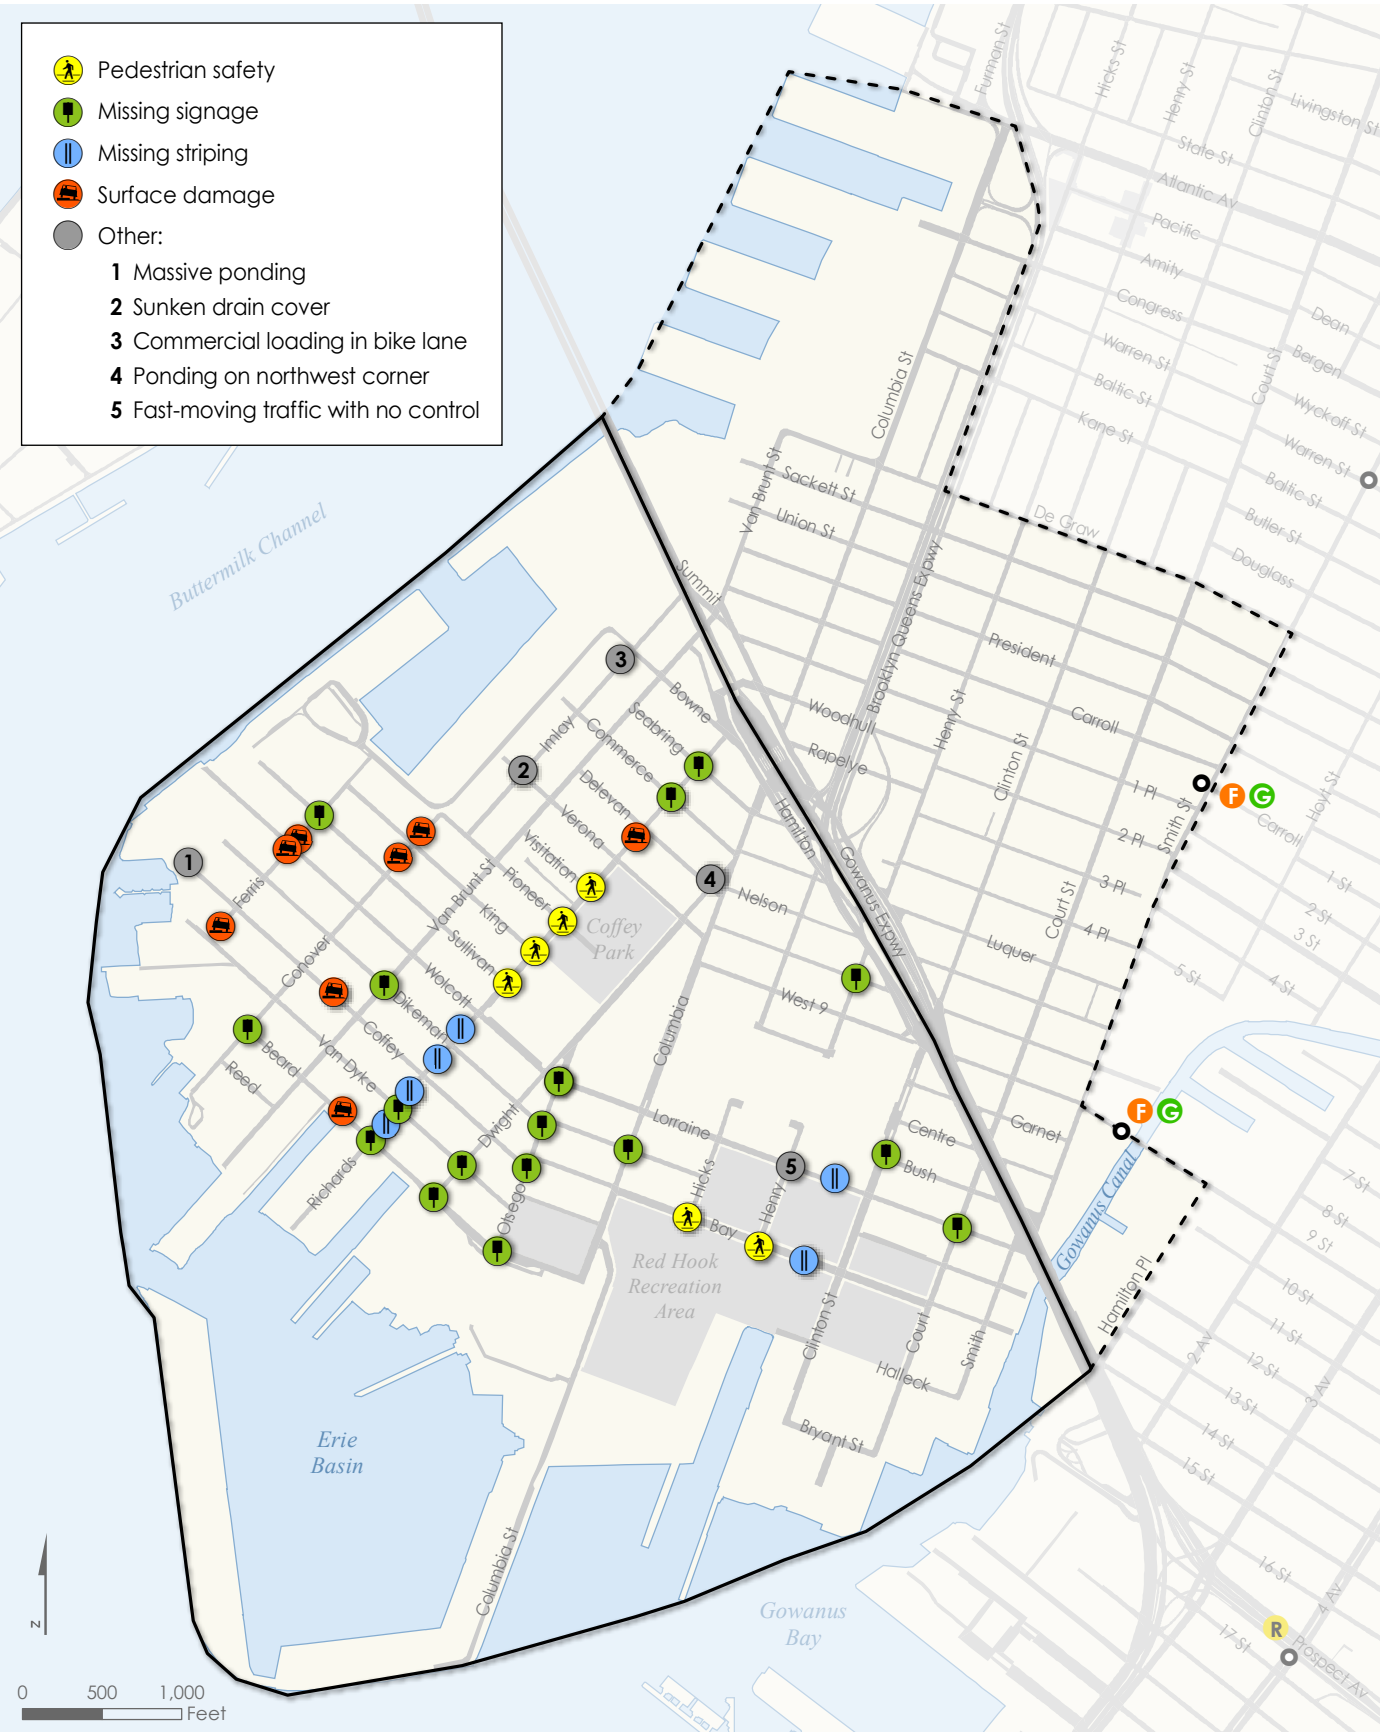 Pedestrian safety
Missing signage
Missing striping
Surface damage
Other:
1 Massive ponding
2 Sunken drain cover
3 Commercial loading in bike lane
4 Ponding on northwest corner
5 Fast-moving traffic with no control
Furman St
Hicks St
Henry St
Clinton St
Livingston St
State St
Atlantic Av
Pacific
Amity
Congress
Dean
Bergen
Warren St
Court St
Baltic St
Wyckoff St
Kane St
Warren St
Baltic St
Butler St
Douglass
Columbia St
Van Brunt St
Sackett St
Union St
De Graw
Buttermilk Channel
Summit
Brooklyn Queens Expwy
President
Carroll
Henry St
Clinton St
Woodhull
Rapelye
Bowne
Seabring
Commerce
Imlay
Delevan
Verona
Visitation
Pioneer
King
Sullivan
Wolcott
Dikeman
Coffey
Van Dyke
Beard
Reed
Ferris
Conover
Van Brunt St
Richards
Dwight
Otsego
Coffey
Park
Hamilton
Gowanus Expwy
Nelson
West 9
Columbia
Luquer
1 Pl
2 Pl
3 Pl
4 Pl
Smith St
Court St
F G
Carroll
Hoyt St
1 St
2 St
3 St
4 St
5 St
Lorraine
Hicks
Henry
Bay
Centre
Bush
Garnet
F G
Gowanus Canal
Hamilton Pl
7 St
8 St
9 St
10 St
11 St
12 St
13 St
14 St
15 St
16 St
17 St
2 Av
3 Av
4 Av
Prospect Av
R
Red Hook
Recreation
Area
Clinton St
Court
Smith
Halleck
Bryant St
Columbia St
Erie
Basin
Gowanus
Bay
1
2
3
4
5
N
0 500 1,000
Feet